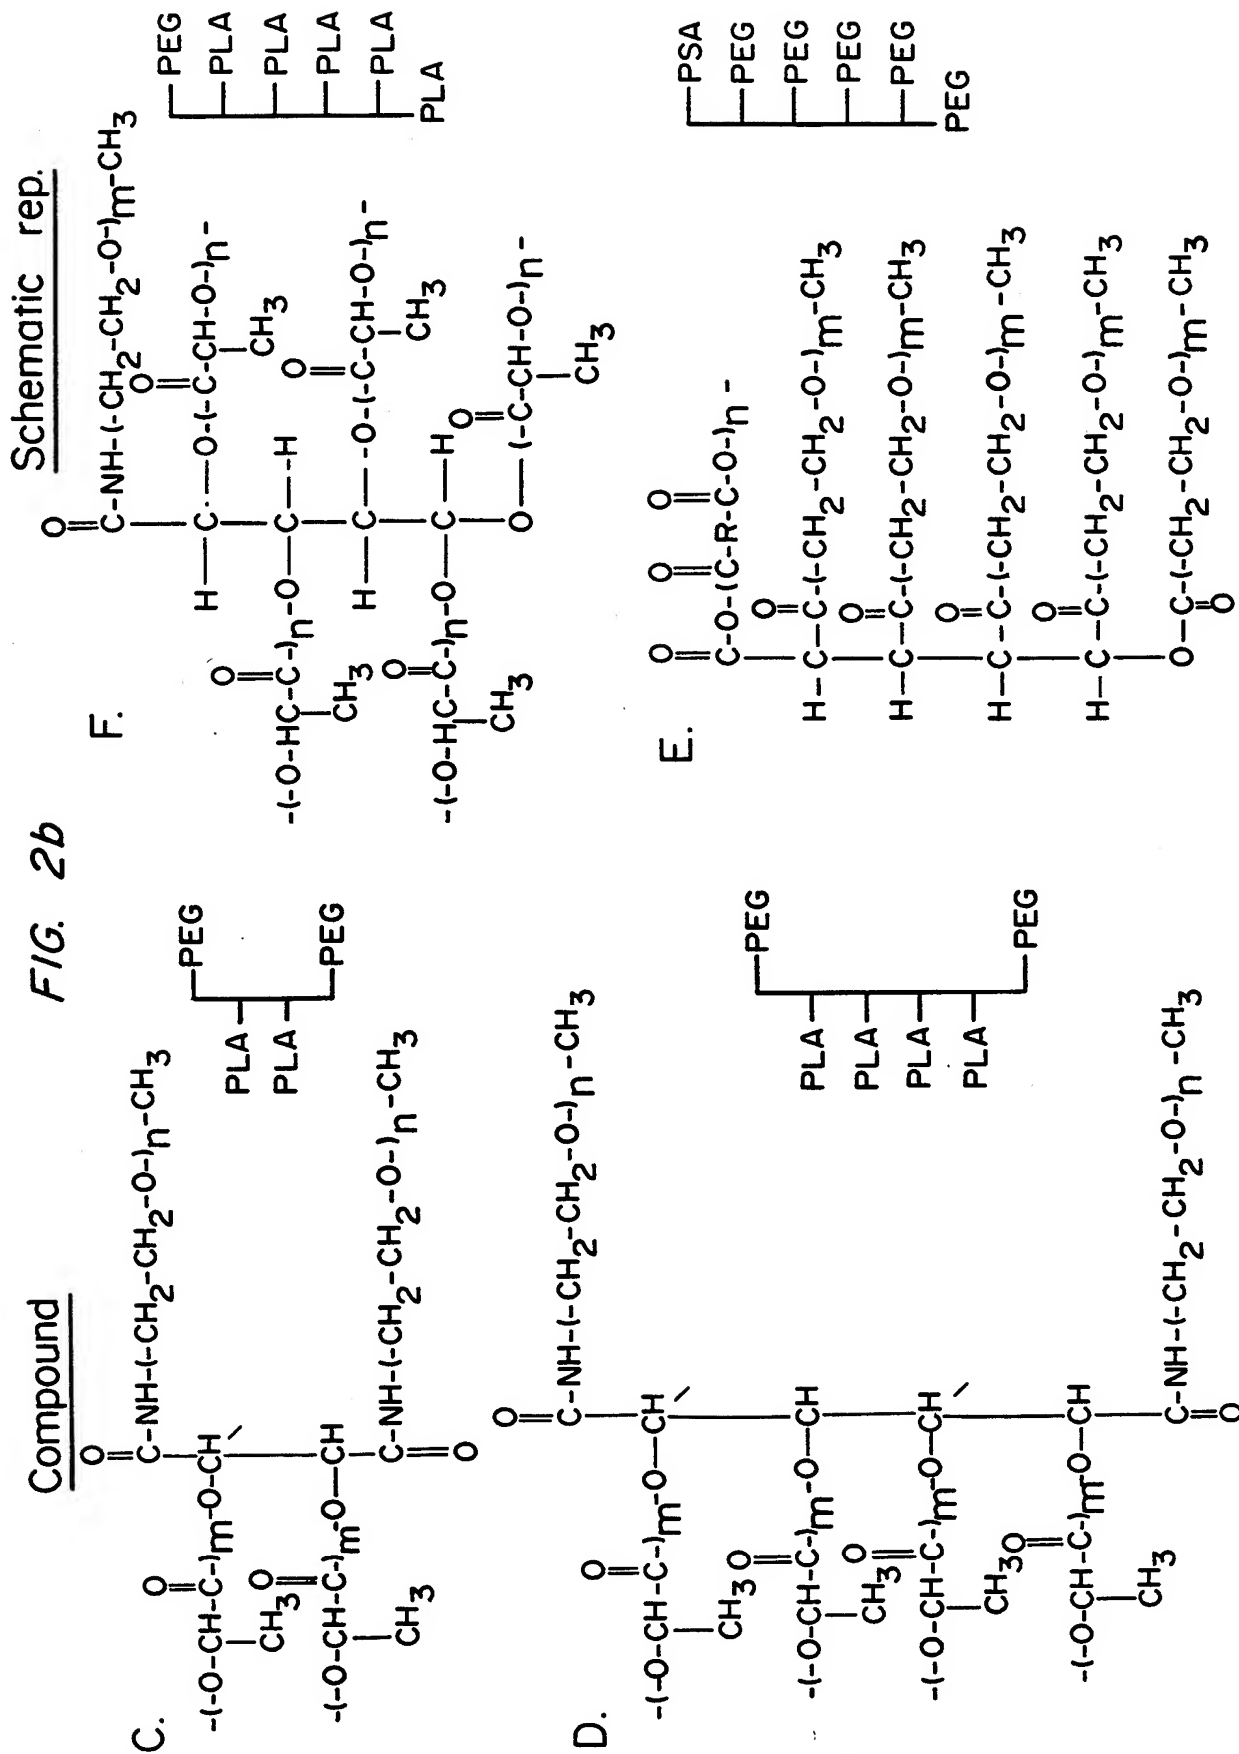 FIG. 2b
Compound
Schematic rep.
C.
O
C-NH-(-CH2-CH2-O-)n-CH3
O
-(-O-CH-C-)m-O-CH
CH3
O
-(-O-CH-C-)m-O-CH
CH3
C-NH-(-CH2-CH2-O-)n-CH3
O
PEG
PLA
PLA
PEG
D.
O
C-NH-(-CH2-CH2-O-)n-CH3
O
-(-O-CH-C-)m-O-CH
CH3
O
-(-O-CH-C-)m-O-CH
CH3
O
-(-O-CH-C-)m-O-CH
CH3
O
-(-O-CH-C-)m-O-CH
CH3
C-NH-(-CH2-CH2-O-)n-CH3
O
PEG
PLA
PLA
PLA
PLA
PEG
F.
O
C-NH-(-CH2-CH2-O-)m-CH3
O
H-C-O-(-C-CH-O-)n-
CH3
O
-(-O-HC-C-)n-O-C-H
CH3
O
H-C-O-(-C-CH-O-)n-
CH3
O
-(-O-HC-C-)n-O-C-H
CH3
O
O-(-C-CH-O-)n-
CH3
PEG
PLA
PLA
PLA
PLA
PLA
E.
O O O
C-O-(C-R-C-O-)n-
O
H-C-C-(-CH2-CH2-O-)m-CH3
O
H-C-C-(-CH2-CH2-O-)m-CH3
O
H-C-C-(-CH2-CH2-O-)m-CH3
O
H-C-C-(-CH2-CH2-O-)m-CH3
O-C-(-CH2-CH2-O-)m-CH3
O
PSA
PEG
PEG
PEG
PEG
PEG